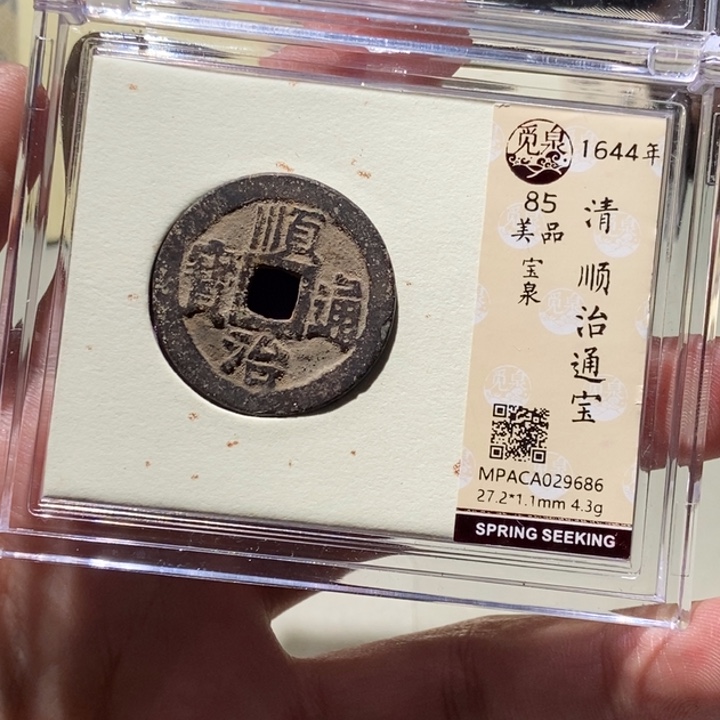 順治通寶
觅泉
1644年
85
美品
宝泉
清顺治通宝
MPACA029686
27.2*1.1mm 4.3g
SPRING SEEKING